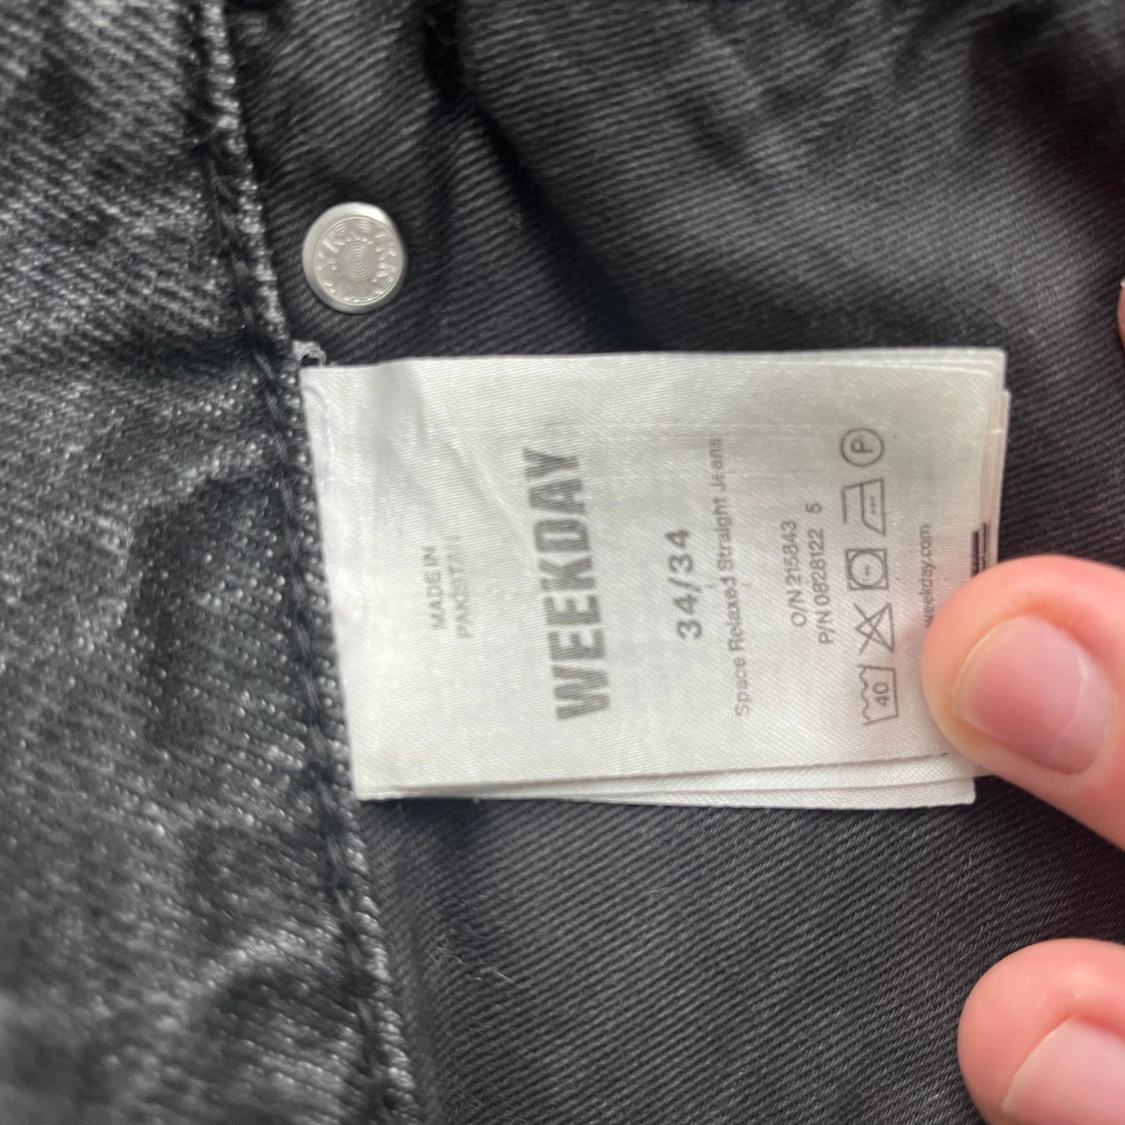 MADE IN
PAKISTAN
WEEKDAY
34/34
Space Relaxed Straight Jeans
O/N 215843
P/N 0828122 5
40
P
weekday.com